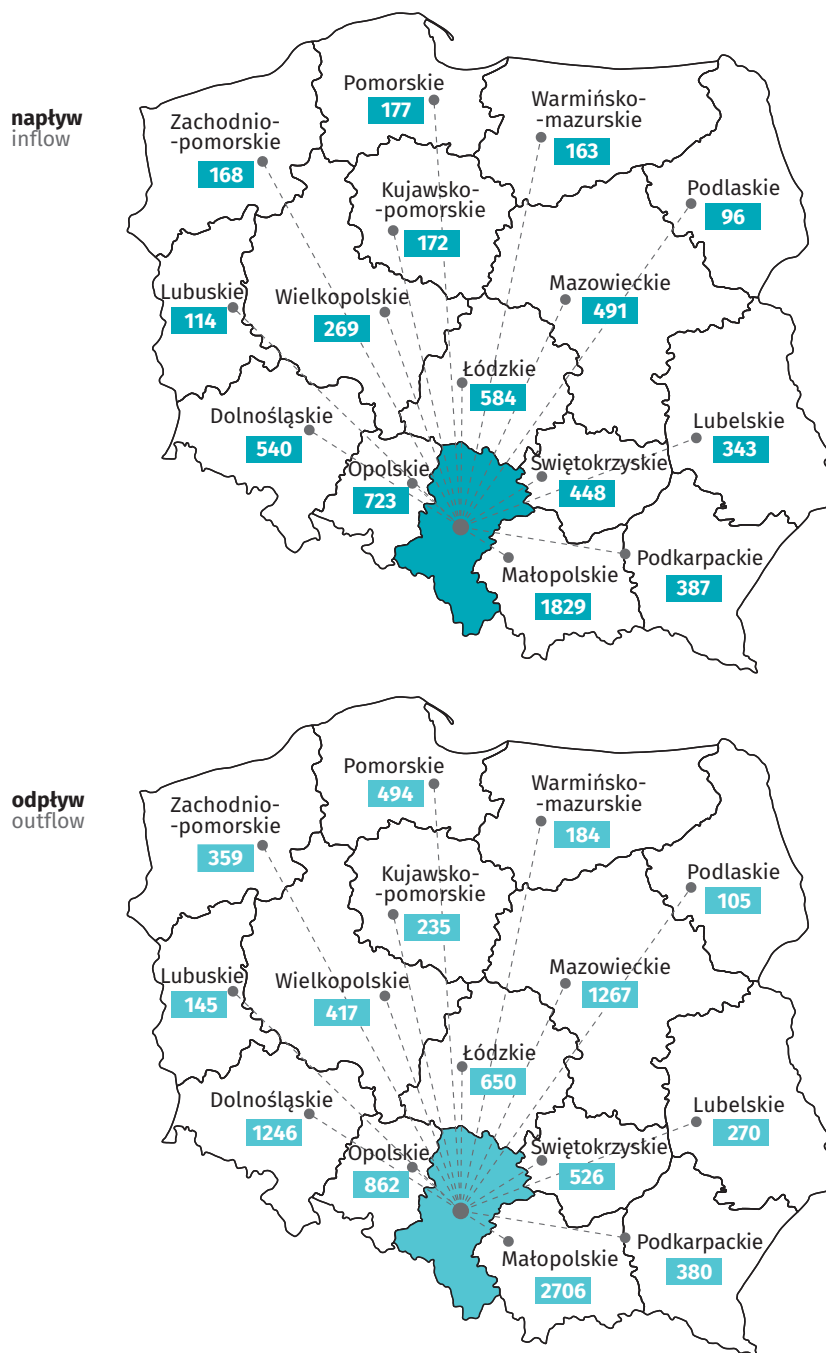 napływ
inflow
Pomorskie
177
Warmińsko-
-mazurskie
163
Zachodnio-
-pomorskie
168
Kujawsko-
-pomorskie
172
Podlaskie
96
Lubuskie
114
Wielkopolskie
269
Mazowieckie
491
Łódzkie
584
Dolnośląskie
540
Lubelskie
343
Opolskie
723
Świętokrzyskie
448
Małopolskie
1829
Podkarpackie
387
odpływ
outflow
Pomorskie
494
Warmińsko-
-mazurskie
184
Zachodnio-
-pomorskie
359
Kujawsko-
-pomorskie
235
Podlaskie
105
Lubuskie
145
Wielkopolskie
417
Mazowieckie
1267
Łódzkie
650
Dolnośląskie
1246
Lubelskie
270
Opolskie
862
Świętokrzyskie
526
Małopolskie
2706
Podkarpackie
380